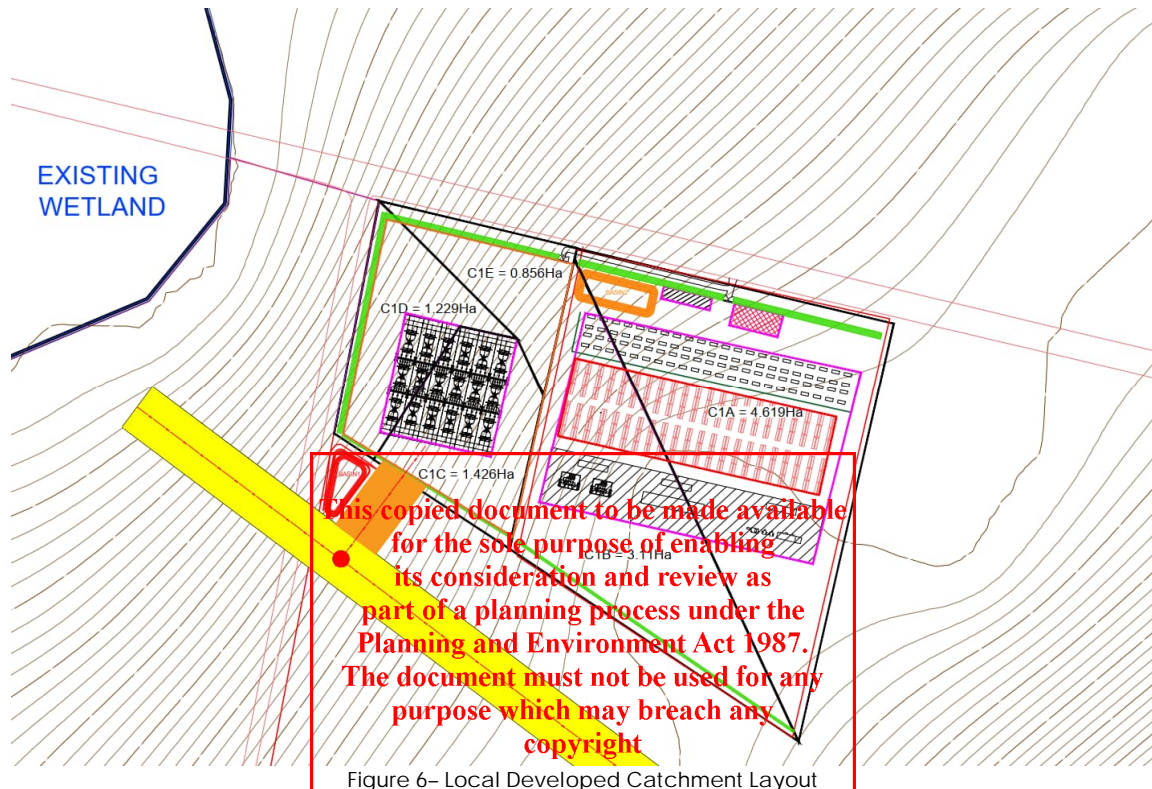 EXISTING
WETLAND
C1E = 0.856Ha
C1D = 1.229Ha
C1A = 4.619Ha
C1C = 1.426Ha
C1B = 3.11Ha
This copied document to be made available
for the sole purpose of enabling
its consideration and review as
part of a planning process under the
Planning and Environment Act 1987.
The document must not be used for any
purpose which may breach any
copyright
Figure 6– Local Developed Catchment Layout